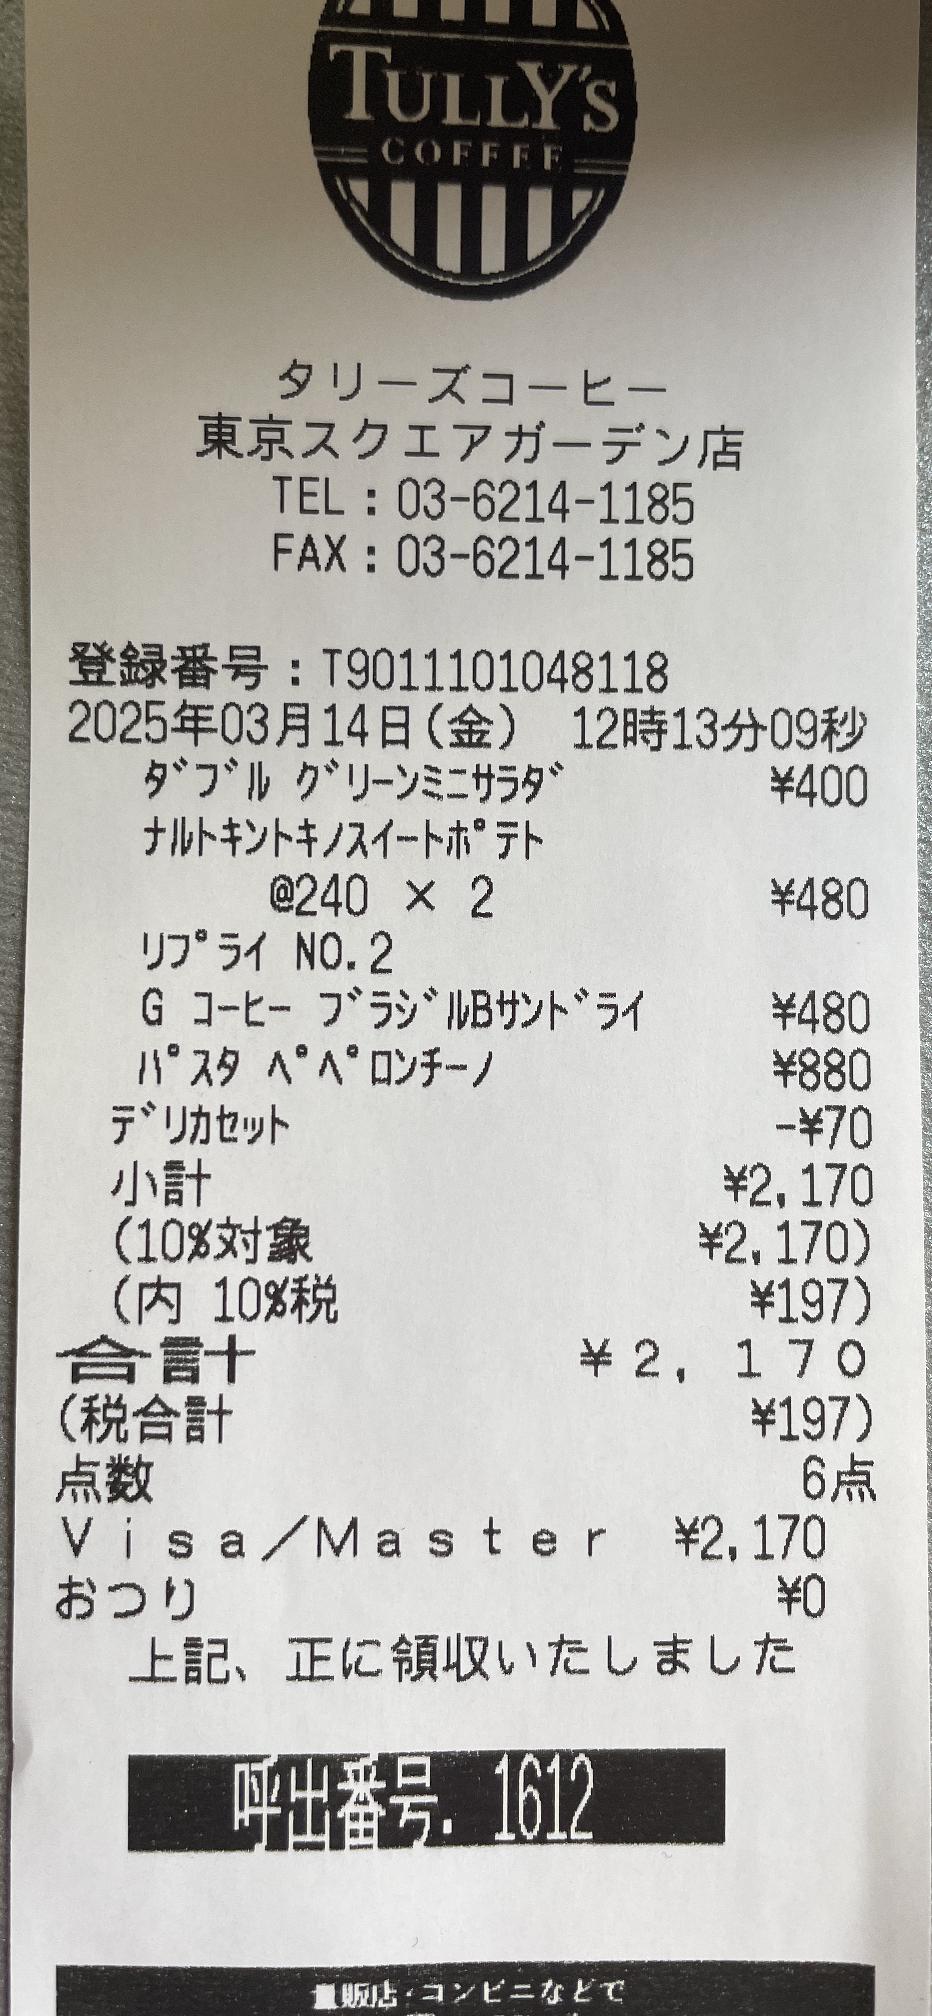 TULLY'S
COFFEE
タリーズコーヒー
東京スクエアガーデン店
TEL：03-6214-1185
FAX：03-6214-1185
登録番号：T9011101048118
2025年03月14日(金)　12時13分09秒
ﾀﾞﾌﾞﾙ ｸﾞﾘｰﾝﾐﾆｻﾗﾀﾞ ¥400
ﾅﾙﾄｷﾝﾄｷﾉｽｲｰﾄﾎﾟﾃﾄ
@240 × 2 ¥480
ﾘﾌﾟﾗｲ NO.2
G ｺｰﾋｰ ﾌﾞﾗｼﾞﾙBｻﾝﾄﾞﾗｲ ¥480
ﾊﾟｽﾀ ﾍﾟﾍﾟﾛﾝﾁｰﾉ ¥880
ﾃﾞﾘｶｾｯﾄ -¥70
小計 ¥2,170
(10%対象 ¥2,170)
(内 10%税 ¥197)
合計 ¥2,170
(税合計 ¥197)
点数 6点
Visa／Master ¥2,170
おつり ¥0
上記、正に領収いたしました
呼出番号. 1612
量販店・コンビニなどで